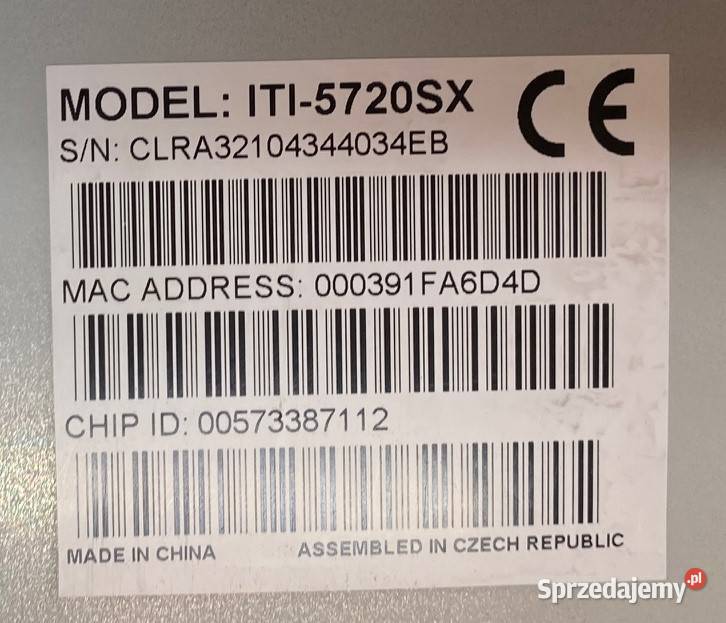 MODEL: ITI-5720SX
CE
S/N: CLRA32104344034EB
MAC ADDRESS: 000391FA6D4D
CHIP ID: 00573387112
MADE IN CHINA ASSEMBLED IN CZECH REPUBLIC
Sprzedajemy.pl